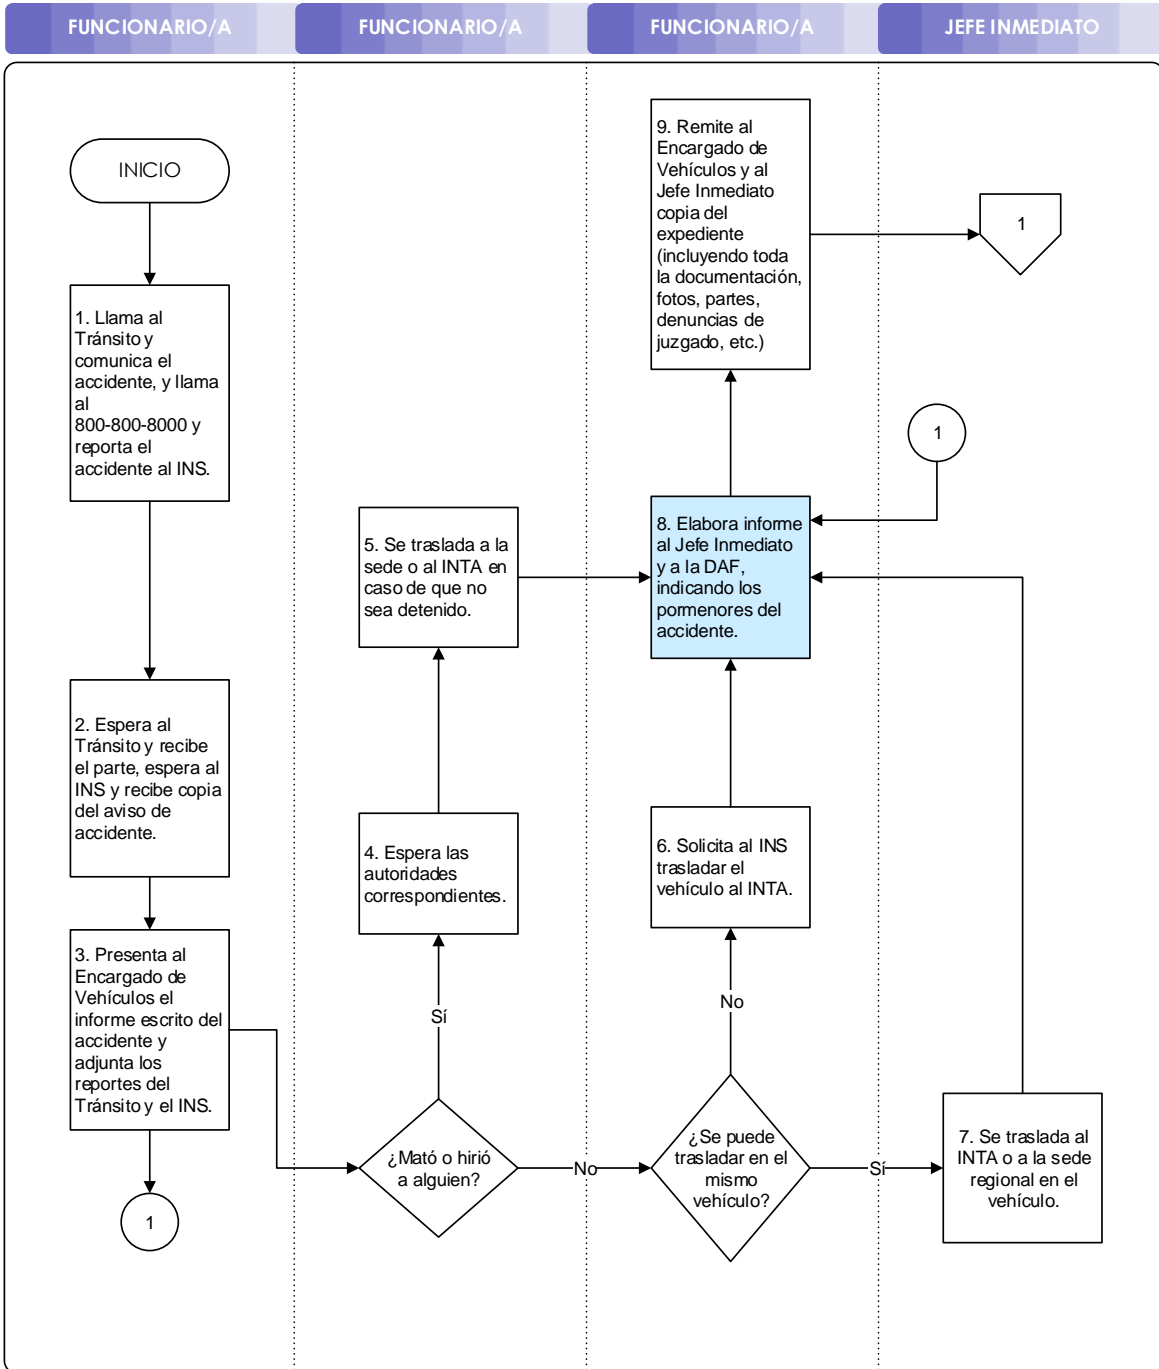 FUNCIONARIO/A
FUNCIONARIO/A
FUNCIONARIO/A
JEFE INMEDIATO
INICIO
1. Llama al
Tránsito y
comunica el
accidente, y llama
al
800-800-8000 y
reporta el
accidente al INS.
2. Espera al
Tránsito y recibe
el parte, espera al
INS y recibe copia
del aviso de
accidente.
3. Presenta al
Encargado de
Vehículos el
informe escrito del
accidente y
adjunta los
reportes del
Tránsito y el INS.
1
¿Mató o hirió
a alguien?
Sí
No
4. Espera las
autoridades
correspondientes.
5. Se traslada a la
sede o al INTA en
caso de que no
sea detenido.
¿Se puede
trasladar en el
mismo
vehículo?
No
Sí
6. Solicita al INS
trasladar el
vehículo al INTA.
7. Se traslada al
INTA o a la sede
regional en el
vehículo.
8. Elabora informe
al Jefe Inmediato
y a la DAF,
indicando los
pormenores del
accidente.
1
9. Remite al
Encargado de
Vehículos y al
Jefe Inmediato
copia del
expediente
(incluyendo toda
la documentación,
fotos, partes,
denuncias de
juzgado, etc.)
1